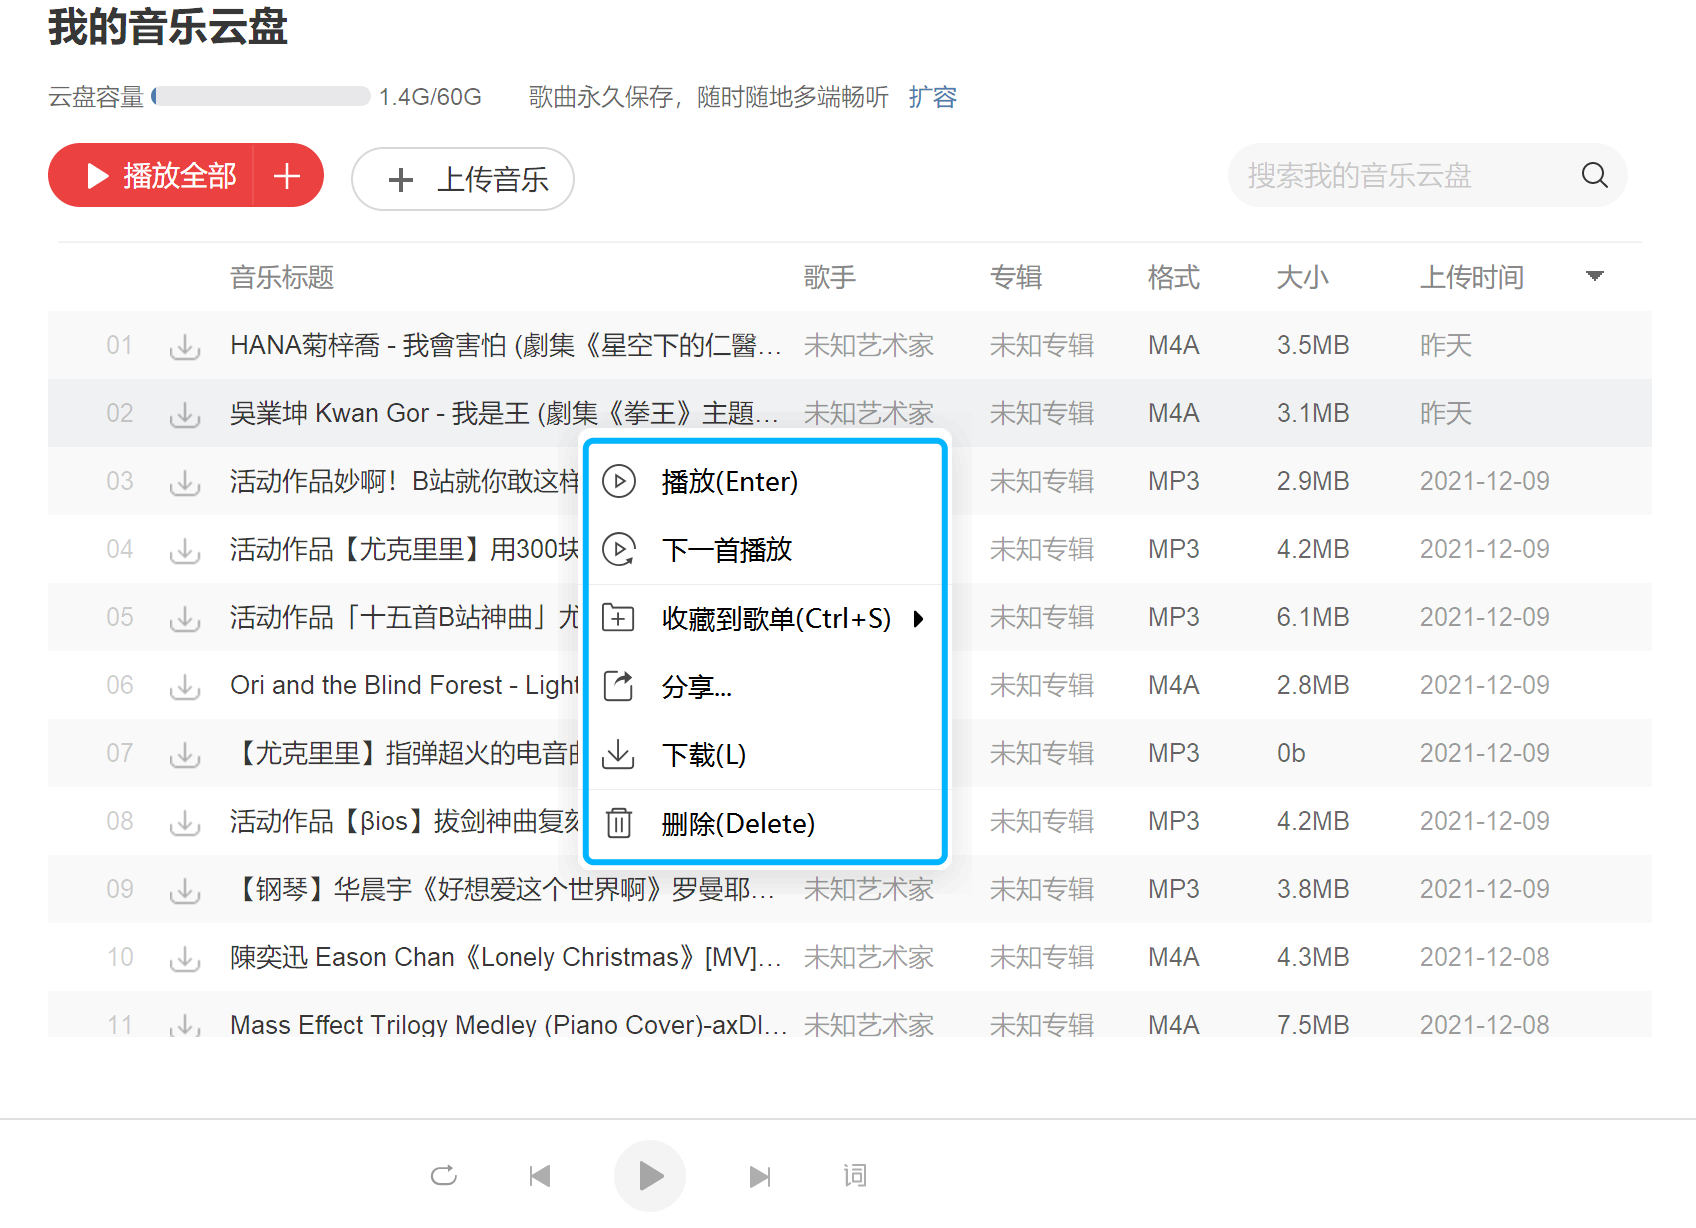 我的音乐云盘
云盘容量 1.4G/60G 歌曲永久保存，随时随地多端畅听 扩容
播放全部 上传音乐 搜索我的音乐云盘
音乐标题 歌手 专辑 格式 大小 上传时间
01 HANA菊梓喬 - 我會害怕 (劇集《星空下的仁醫... 未知艺术家 未知专辑 M4A 3.5MB 昨天
02 吳業坤 Kwan Gor - 我是王 (劇集《拳王》主題... 未知艺术家 未知专辑 M4A 3.1MB 昨天
03 活动作品妙啊！B站就你敢这样 未知专辑 MP3 2.9MB 2021-12-09
04 活动作品【尤克里里】用300块 未知专辑 MP3 4.2MB 2021-12-09
05 活动作品「十五首B站神曲」尤 未知专辑 MP3 6.1MB 2021-12-09
06 Ori and the Blind Forest - Light 未知专辑 M4A 2.8MB 2021-12-09
07 【尤克里里】指弹超火的电音曲 未知专辑 MP3 0b 2021-12-09
08 活动作品【βios】拔剑神曲复刻 未知专辑 MP3 4.2MB 2021-12-09
09 【钢琴】华晨宇《好想爱这个世界啊》罗曼耶... 未知艺术家 未知专辑 MP3 3.8MB 2021-12-09
10 陳奕迅 Eason Chan《Lonely Christmas》[MV]... 未知艺术家 未知专辑 M4A 4.3MB 2021-12-08
11 Mass Effect Trilogy Medley (Piano Cover)-axDl... 未知艺术家 未知专辑 M4A 7.5MB 2021-12-08
播放(Enter)
下一首播放
收藏到歌单(Ctrl+S)
分享...
下载(L)
删除(Delete)
词